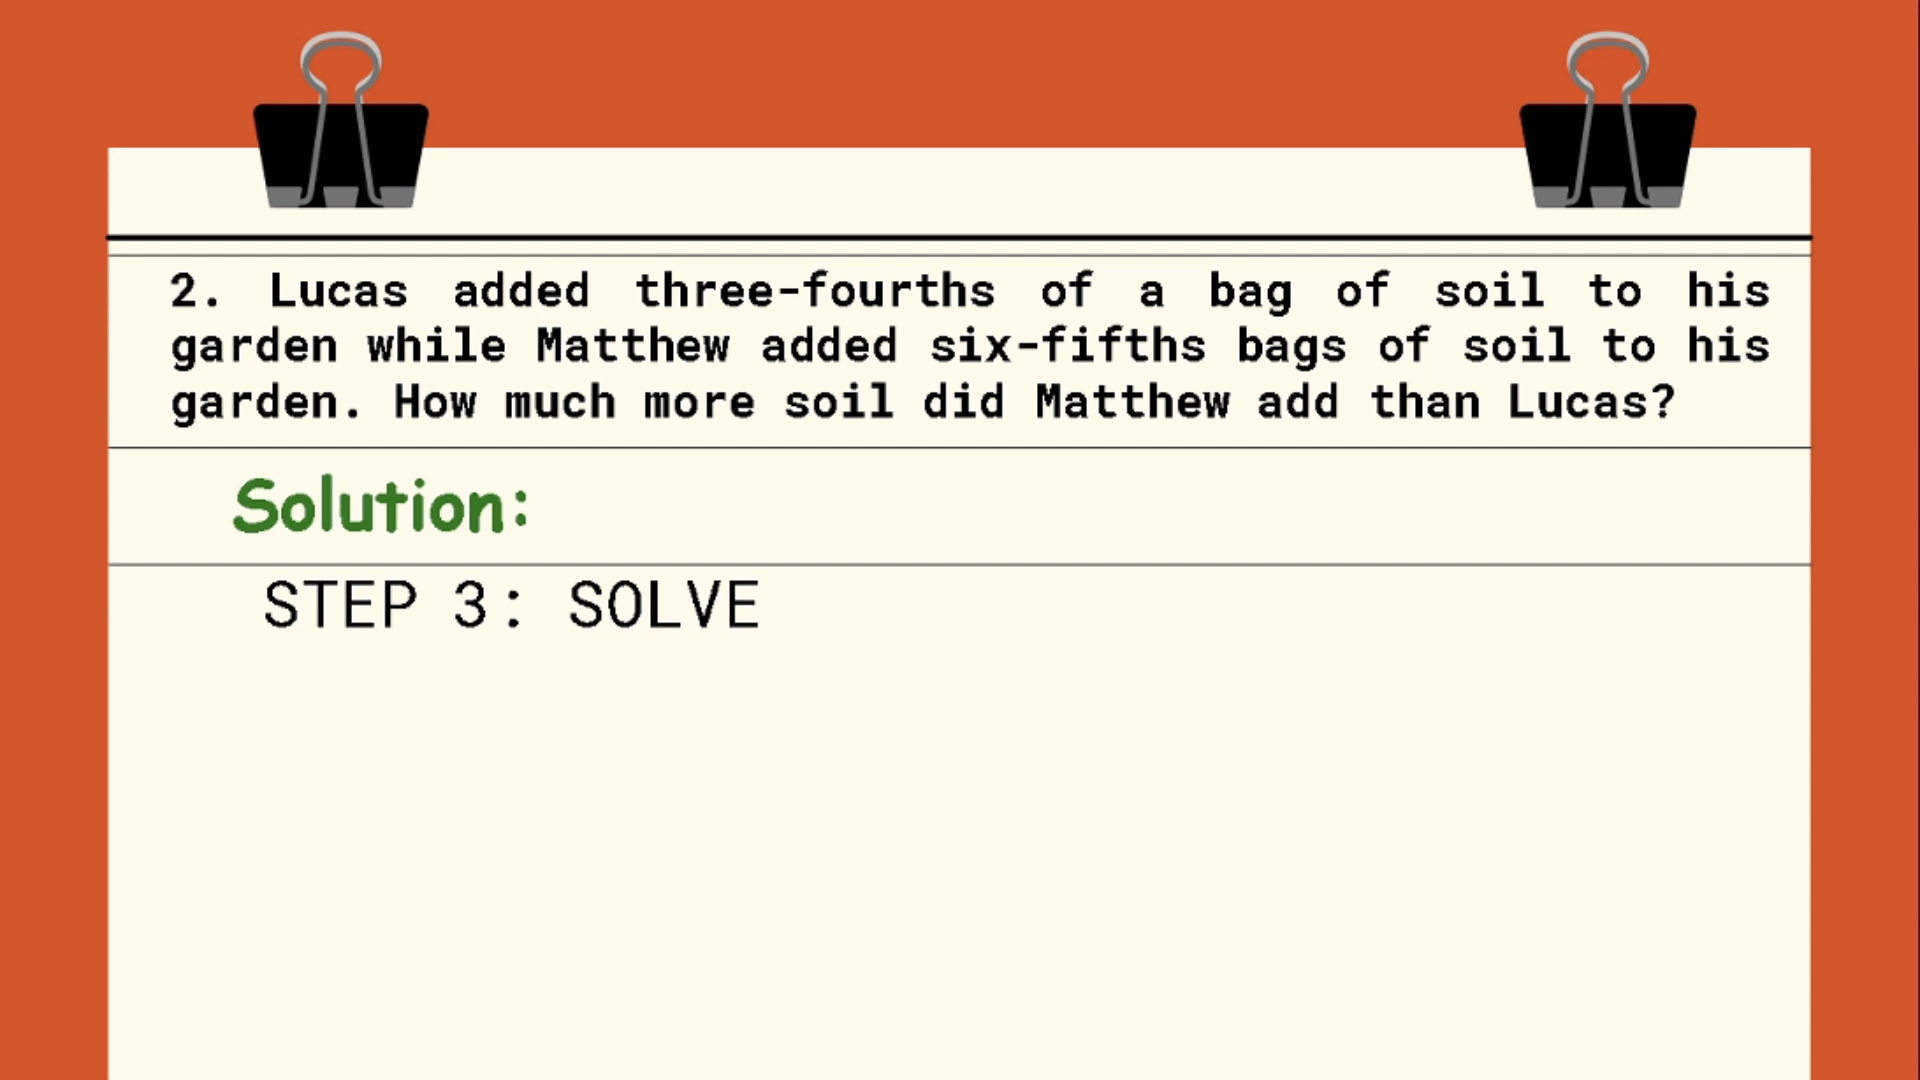 2. Lucas added three-fourths of a bag of soil to his
garden while Matthew added six-fifths bags of soil to his
garden. How much more soil did Matthew add than Lucas?
Solution:
STEP 3: SOLVE